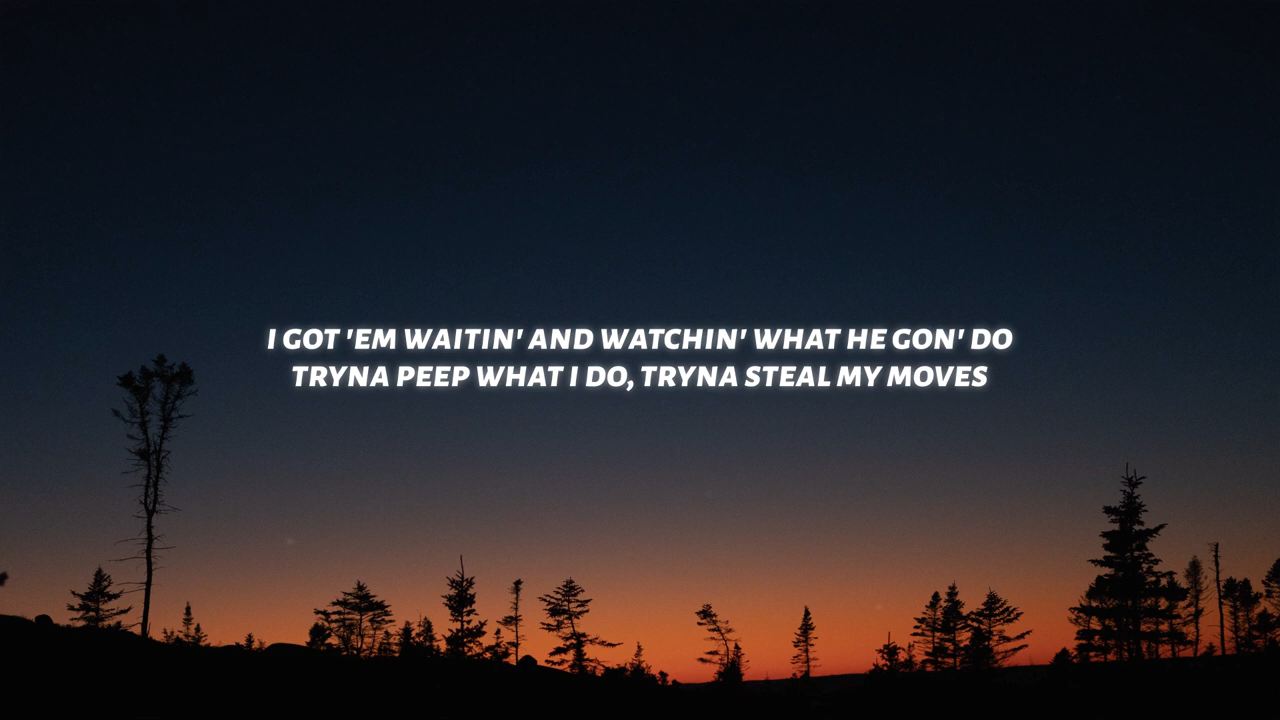 I GOT 'EM WAITIN' AND WATCHIN' WHAT HE GON' DO
TRYNA PEEP WHAT I DO, TRYNA STEAL MY MOVES